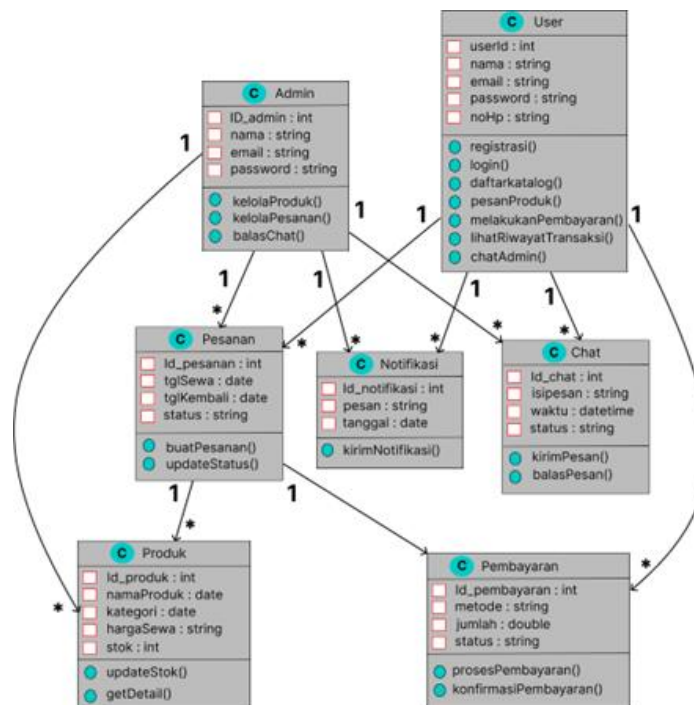 C User
userId : int
nama : string
email : string
password : string
noHp : string
registrasi()
login()
daftarkatalog()
pesanProduk()
melakukanPembayaran()
lihatRiwayatTransaksi()
chatAdmin()
C Admin
ID_admin : int
nama : string
email : string
password : string
kelolaProduk()
kelolaPesanan()
balasChat()
1
1
1
1
1
1
1
1
*
*
*
*
*
*
C Pesanan
Id_pesanan : int
tglSewa : date
tglKembali : date
status : string
buatPesanan()
updateStatus()
C Notifikasi
Id_notifikasi : int
pesan : string
tanggal : date
kirimNotifikasi()
C Chat
Id_chat : int
isipesan : string
waktu : datetime
status : string
kirimPesan()
balasPesan()
1
1
*
*
*
C Produk
Id_produk : int
namaProduk : date
kategori : date
hargaSewa : string
stok : int
updateStok()
getDetail()
C Pembayaran
Id_pembayaran : int
metode : string
jumlah : double
status : string
prosesPembayaran()
konfirmasiPembayaran()